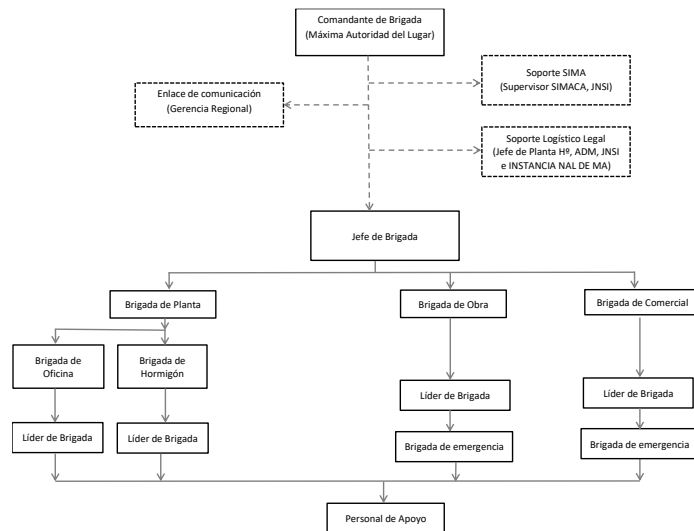 Comandante de Brigada
(Máxima Autoridad del Lugar)
Soporte SIMA
(Supervisor SIMACA, JNSI)
Enlace de comunicación
(Gerencia Regional)
Soporte Logístico Legal
(Jefe de Planta Hº, ADM, JNSI
e INSTANCIA NAL DE MA)
Jefe de Brigada
Brigada de Planta
Brigada de Obra
Brigada de Comercial
Brigada de
Oficina
Brigada de
Hormigón
Líder de Brigada
Líder de Brigada
Líder de Brigada
Líder de Brigada
Brigada de emergencia
Brigada de emergencia
Personal de Apoyo